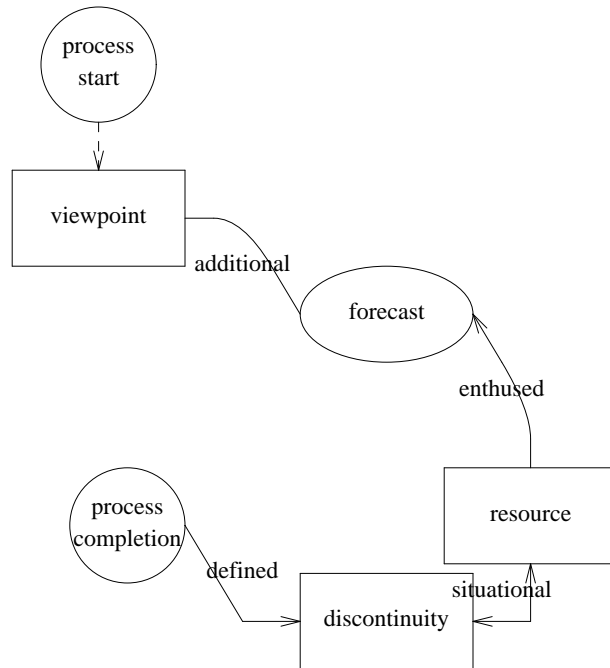 process
start
viewpoint
additional
forecast
enthused
process
completion
resource
defined
situational
discontinuity